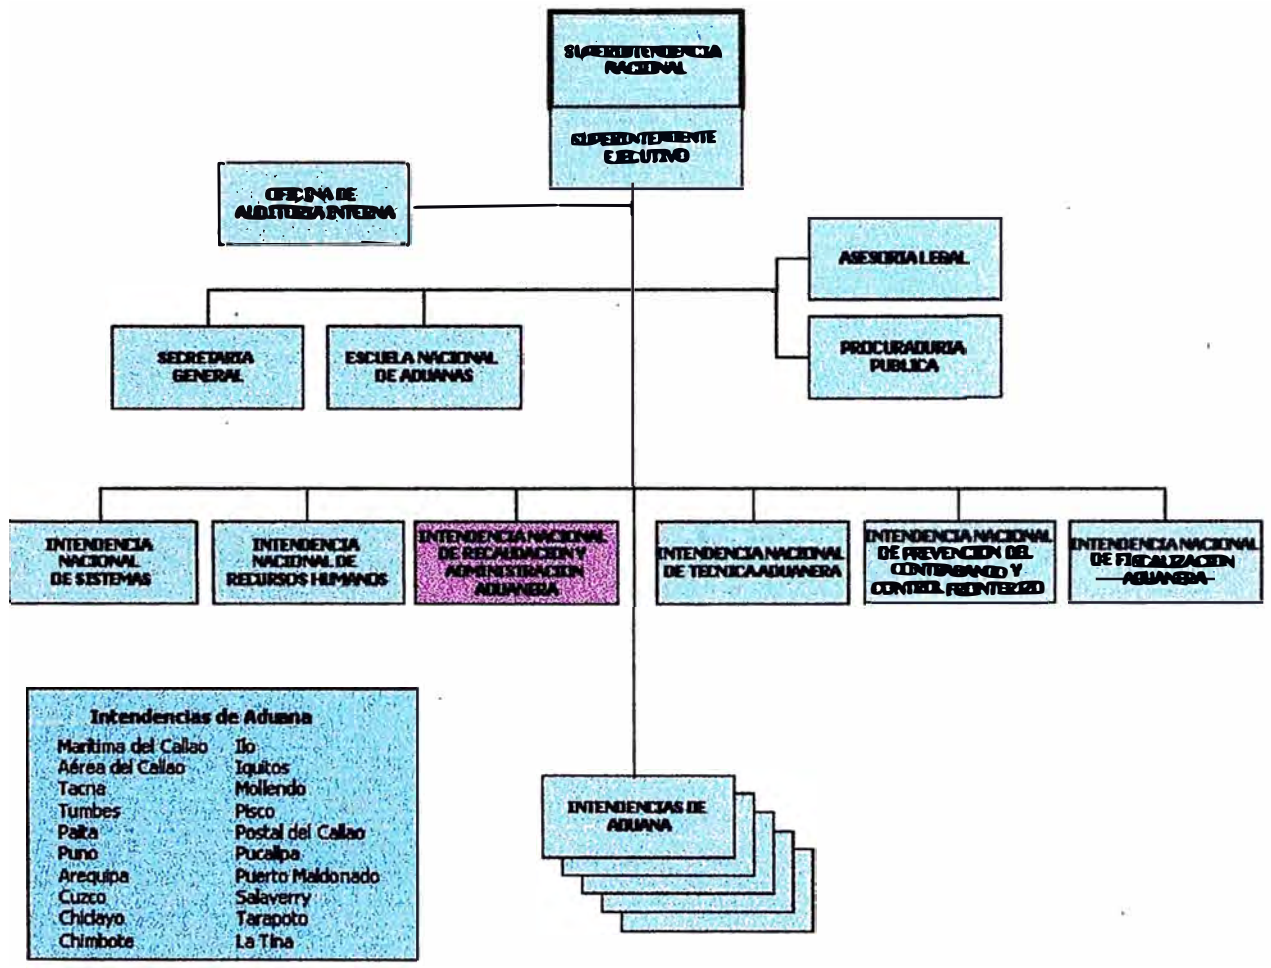 SUPERINTENDENCIA
NACIONAL
SUPERINTENDENTE
EJECUTIVO
OFICINA DE
AUDITORIA INTERNA
ASESORIA LEGAL
PROCURADURIA
PUBLICA
SECRETARIA
GENERAL
ESCUELA NACIONAL
DE ADUANAS
INTENDENCIA
NACIONAL
DE SISTEMAS
INTENDENCIA
NACIONAL DE
RECURSOS HUMANOS
INTENDENCIA NACIONAL
DE RECAUDACION Y
ADMINISTRACION
ADUANERA
INTENDENCIA NACIONAL
DE TECNICA ADUANERA
INTENDENCIA NACIONAL
DE PREVENCION DEL
CONTRABANDO Y
CONTROL FRONTERIZO
INTENDENCIA NACIONAL
DE FISCALIZACION
ADUANERA
Intendencias de Aduana
Marítima del Callao Ilo
Aérea del Callao Iquitos
Tacna Mollendo
Tumbes Pisco
Paita Postal del Callao
Puno Pucallpa
Arequipa Puerto Maldonado
Cuzco Salaverry
Chiclayo Tarapoto
Chimbote La Tina
INTENDENCIAS DE
ADUANA